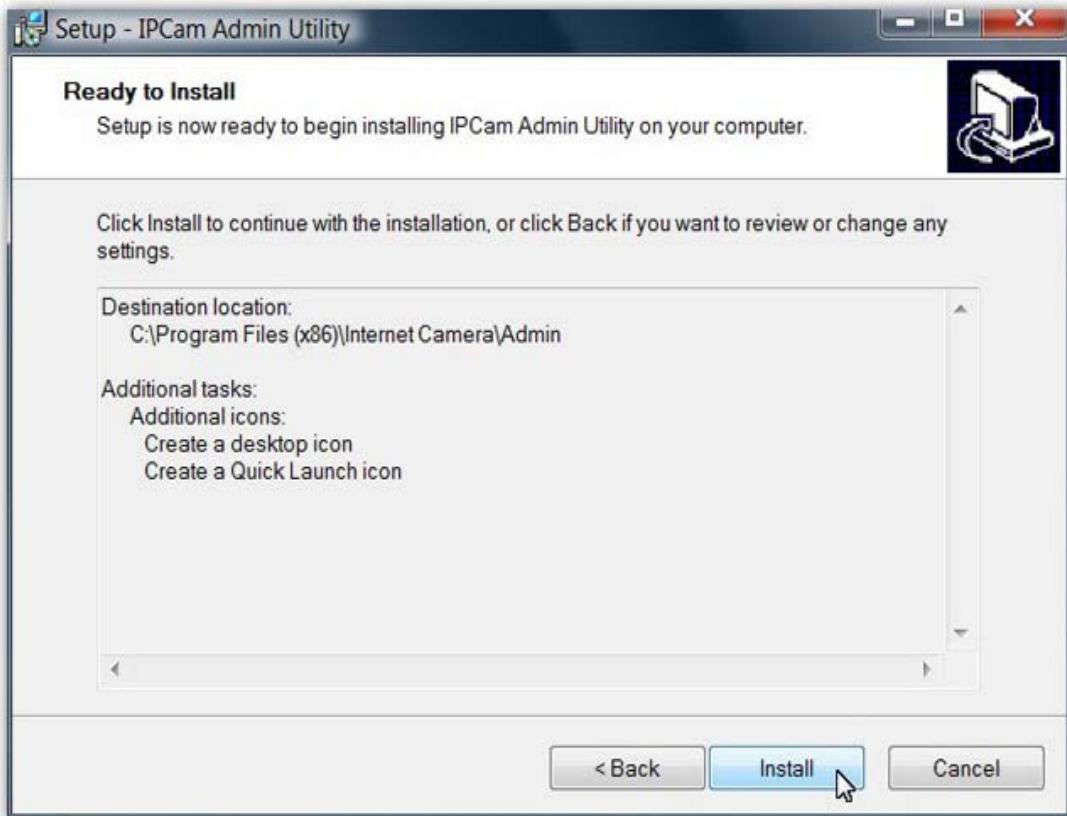 Setup - IPCam Admin Utility
Ready to Install
Setup is now ready to begin installing IPCam Admin Utility on your computer.
Click Install to continue with the installation, or click Back if you want to review or change any
settings.
Destination location:
C:\Program Files (x86)\Internet Camera\Admin
Additional tasks:
Additional icons:
Create a desktop icon
Create a Quick Launch icon
< Back
Install
Cancel